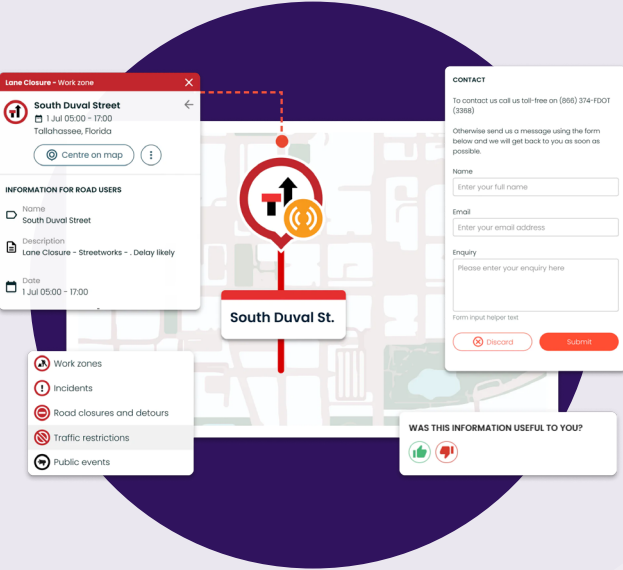 Lane Closure - Work zone
South Duval Street
1 Jul 05:00 - 17:00
Tallahassee, Florida
Centre on map
INFORMATION FOR ROAD USERS
Name
South Duval Street
Description
Lane Closure - Streetworks - . Delay likely
Date
1 Jul 05:00 - 17:00
Work zones
Incidents
Road closures and detours
Traffic restrictions
Public events
South Duval St.
CONTACT
To contact us call us toll-free on (866) 374-FDOT
(3368)
Otherwise send us a message using the form
below and we will get back to you as soon as
possible.
Name
Enter your full name
Email
Enter your email address
Enquiry
Please enter your enquiry here
Form input helper text
Discard
Submit
WAS THIS INFORMATION USEFUL TO YOU?